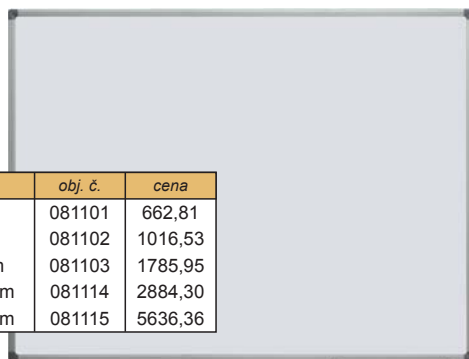 obj. č. cena
081101 662,81
081102 1016,53
081103 1785,95
m 081114 2884,30
m 081115 5636,36